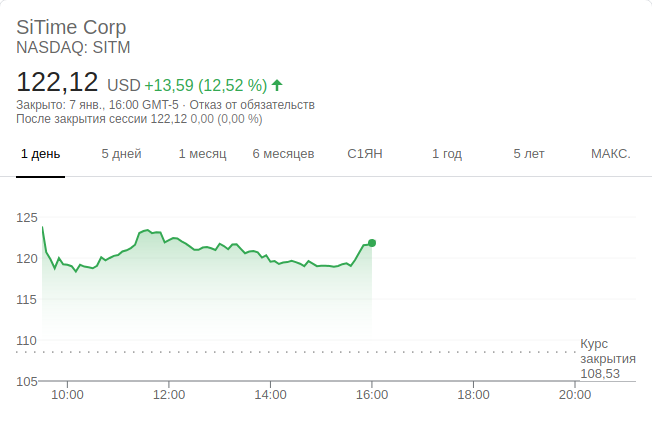 SiTime Corp
NASDAQ: SITM
122,12 USD +13,59 (12,52 %)
Закрыто: 7 янв., 16:00 GMT-5 · Отказ от обязательств
После закрытия сессии 122,12 0,00 (0,00 %)
1 день 5 дней 1 месяц 6 месяцев С1ЯН 1 год 5 лет МАКС.
125
120
115
110
Курс
закрытия
108,53
105
10:00 12:00 14:00 16:00 18:00 20:00